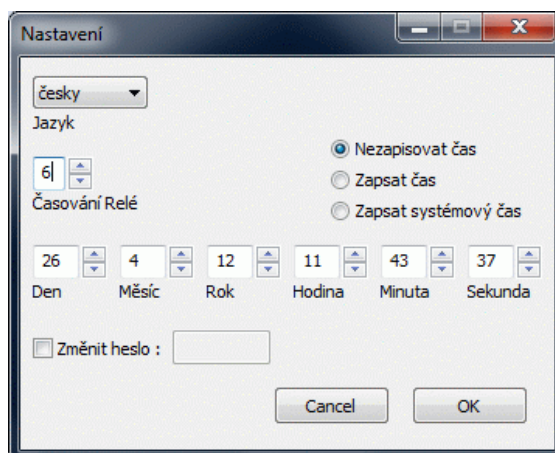 Nastavení
česky
Jazyk
6
Časování Relé
Nezapisovat čas
Zapsat čas
Zapsat systémový čas
26 4 12 11 43 37
Den Měsíc Rok Hodina Minuta Sekunda
Změnit heslo :
Cancel OK